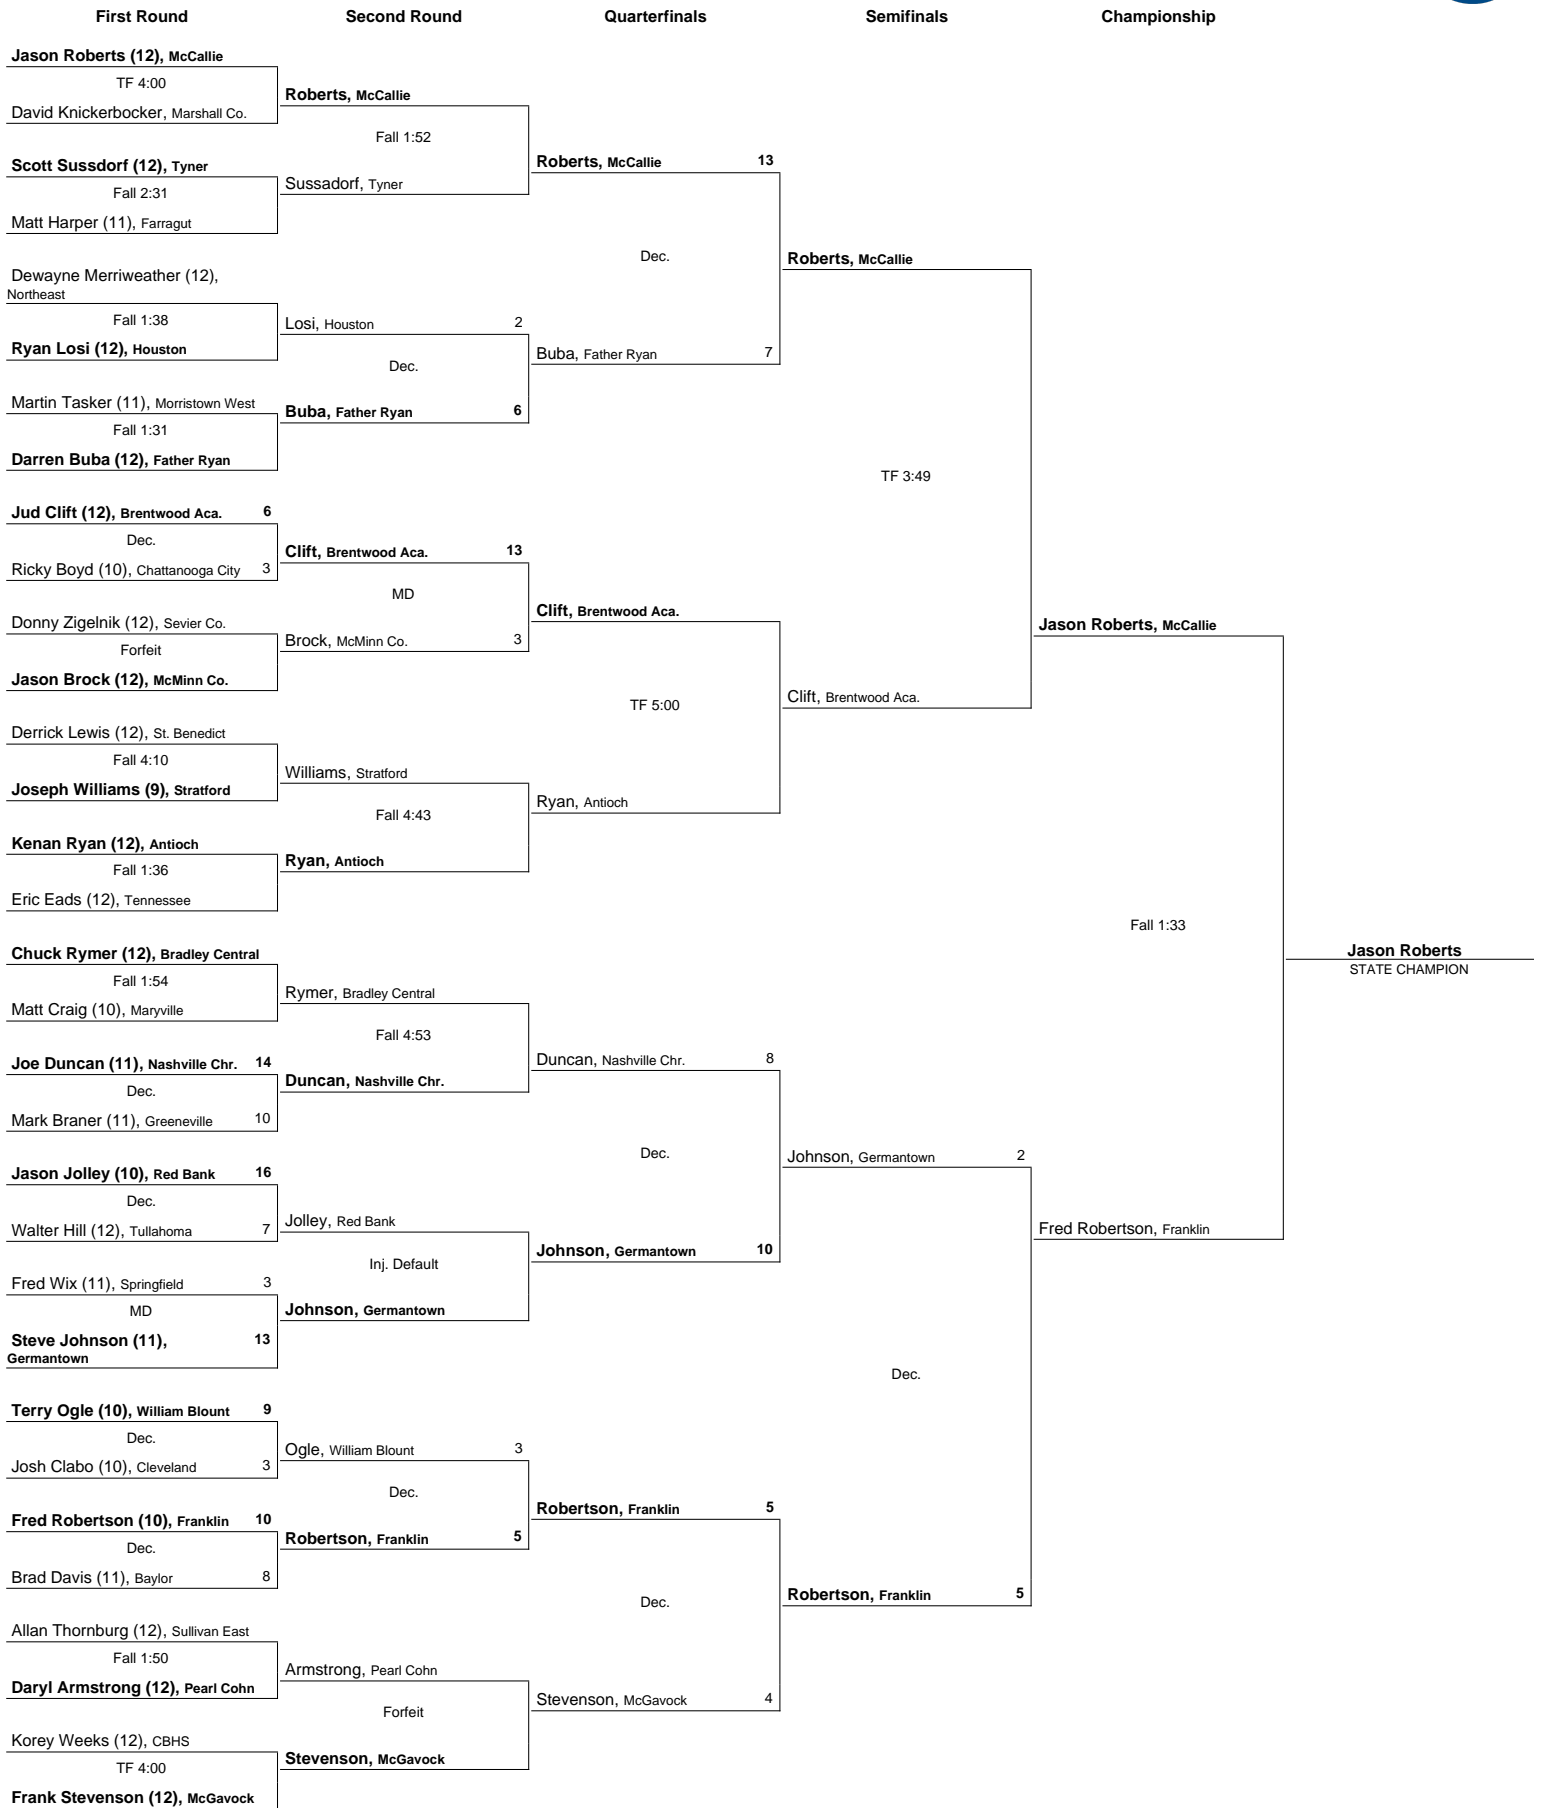 First Round
Second Round
Quarterfinals
Semifinals
Championship
Jason Roberts (12), McCallie
TF 4:00
David Knickerbocker, Marshall Co.
Scott Sussdorf (12), Tyner
Fall 2:31
Matt Harper (11), Farragut
Dewayne Merriweather (12),
Northeast
Fall 1:38
Ryan Losi (12), Houston
Martin Tasker (11), Morristown West
Fall 1:31
Darren Buba (12), Father Ryan
Jud Clift (12), Brentwood Aca. 6
Dec.
Ricky Boyd (10), Chattanooga City 3
Donny Zigelnik (12), Sevier Co.
Forfeit
Jason Brock (12), McMinn Co.
Derrick Lewis (12), St. Benedict
Fall 4:10
Joseph Williams (9), Stratford
Kenan Ryan (12), Antioch
Fall 1:36
Eric Eads (12), Tennessee
Chuck Rymer (12), Bradley Central
Fall 1:54
Matt Craig (10), Maryville
Joe Duncan (11), Nashville Chr. 14
Dec.
Mark Braner (11), Greeneville 10
Jason Jolley (10), Red Bank 16
Dec.
Walter Hill (12), Tullahoma 7
Fred Wix (11), Springfield 3
MD
Steve Johnson (11), 13
Germantown
Terry Ogle (10), William Blount 9
Dec.
Josh Clabo (10), Cleveland 3
Fred Robertson (10), Franklin 10
Dec.
Brad Davis (11), Baylor 8
Allan Thornburg (12), Sullivan East
Fall 1:50
Daryl Armstrong (12), Pearl Cohn
Korey Weeks (12), CBHS
TF 4:00
Frank Stevenson (12), McGavock
Roberts, McCallie
Fall 1:52
Sussadorf, Tyner
Losi, Houston 2
Dec.
Buba, Father Ryan 6
Clift, Brentwood Aca. 13
MD
Brock, McMinn Co. 3
Williams, Stratford
Fall 4:43
Ryan, Antioch
Rymer, Bradley Central
Fall 4:53
Duncan, Nashville Chr.
Jolley, Red Bank
Inj. Default
Johnson, Germantown
Ogle, William Blount 3
Dec.
Robertson, Franklin 5
Armstrong, Pearl Cohn
Forfeit
Stevenson, McGavock
Roberts, McCallie 13
Dec.
Buba, Father Ryan 7
Clift, Brentwood Aca.
TF 5:00
Ryan, Antioch
Duncan, Nashville Chr. 8
Dec.
Johnson, Germantown 10
Robertson, Franklin 5
Dec.
Stevenson, McGavock 4
Roberts, McCallie
TF 3:49
Clift, Brentwood Aca.
Johnson, Germantown 2
Dec.
Robertson, Franklin 5
Jason Roberts, McCallie
Fall 1:33
Fred Robertson, Franklin
Jason Roberts
STATE CHAMPION